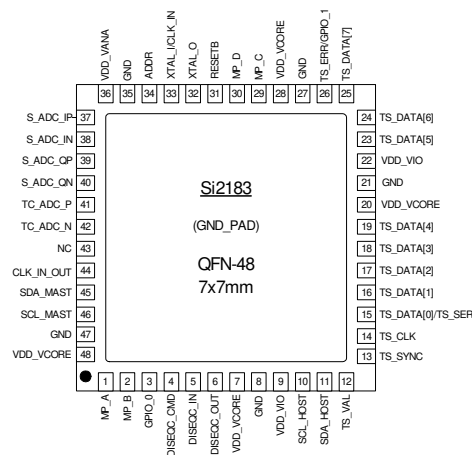 VDD_VANA
GND
ADDR
XTAL_I/CLK_IN
XTAL_O
RESETB
MP_D
MP_C
VDD_VCORE
GND
TS_ERR/GPIO_1
TS_DATA[7]
36 35 34 33 32 31 30 29 28 27 26 25
S_ADC_IP 37
S_ADC_IN 38
S_ADC_QP 39
S_ADC_QN 40
TC_ADC_P 41
TC_ADC_N 42
NC 43
CLK_IN_OUT 44
SDA_MAST 45
SCL_MAST 46
GND 47
VDD_VCORE 48
Si2183
(GND_PAD)
QFN-48
7x7mm
24 TS_DATA[6]
23 TS_DATA[5]
22 VDD_VIO
21 GND
20 VDD_VCORE
19 TS_DATA[4]
18 TS_DATA[3]
17 TS_DATA[2]
16 TS_DATA[1]
15 TS_DATA[0]/TS_SER
14 TS_CLK
13 TS_SYNC
1 2 3 4 5 6 7 8 9 10 11 12
MP_A
MP_B
GPIO_0
DISEQC_CMD
DISEQC_IN
DISEQC_OUT
VDD_VCORE
GND
VDD_VIO
SCL_HOST
SDA_HOST
TS_VAL